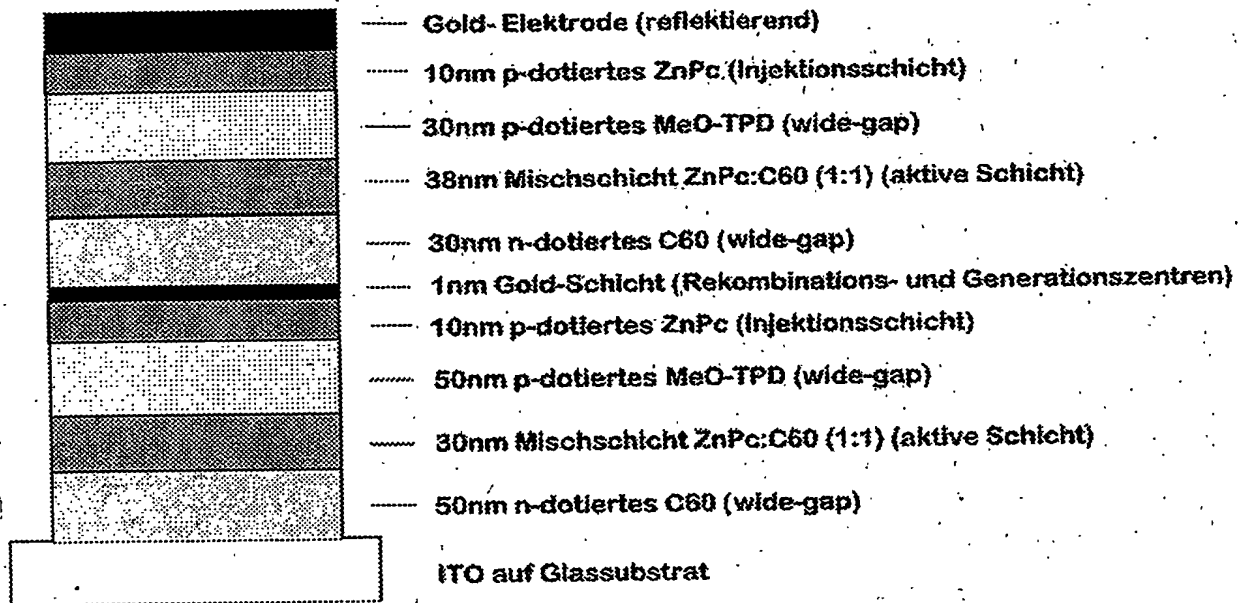 Gold-Elektrode (reflektierend)
10nm p-dotiertes ZnPc (Injektionsschicht)
30nm p-dotiertes MeO-TPD (wide-gap)
38nm Mischschicht ZnPc:C60 (1:1) (aktive Schicht)
30nm n-dotiertes C60 (wide-gap)
1nm Gold-Schicht (Rekombinations- und Generationszentren)
10nm p-dotiertes ZnPc (Injektionsschicht)
50nm p-dotiertes MeO-TPD (wide-gap)
30nm Mischschicht ZnPc:C60 (1:1) (aktive Schicht)
50nm n-dotiertes C60 (wide-gap)
ITO auf Glassubstrat